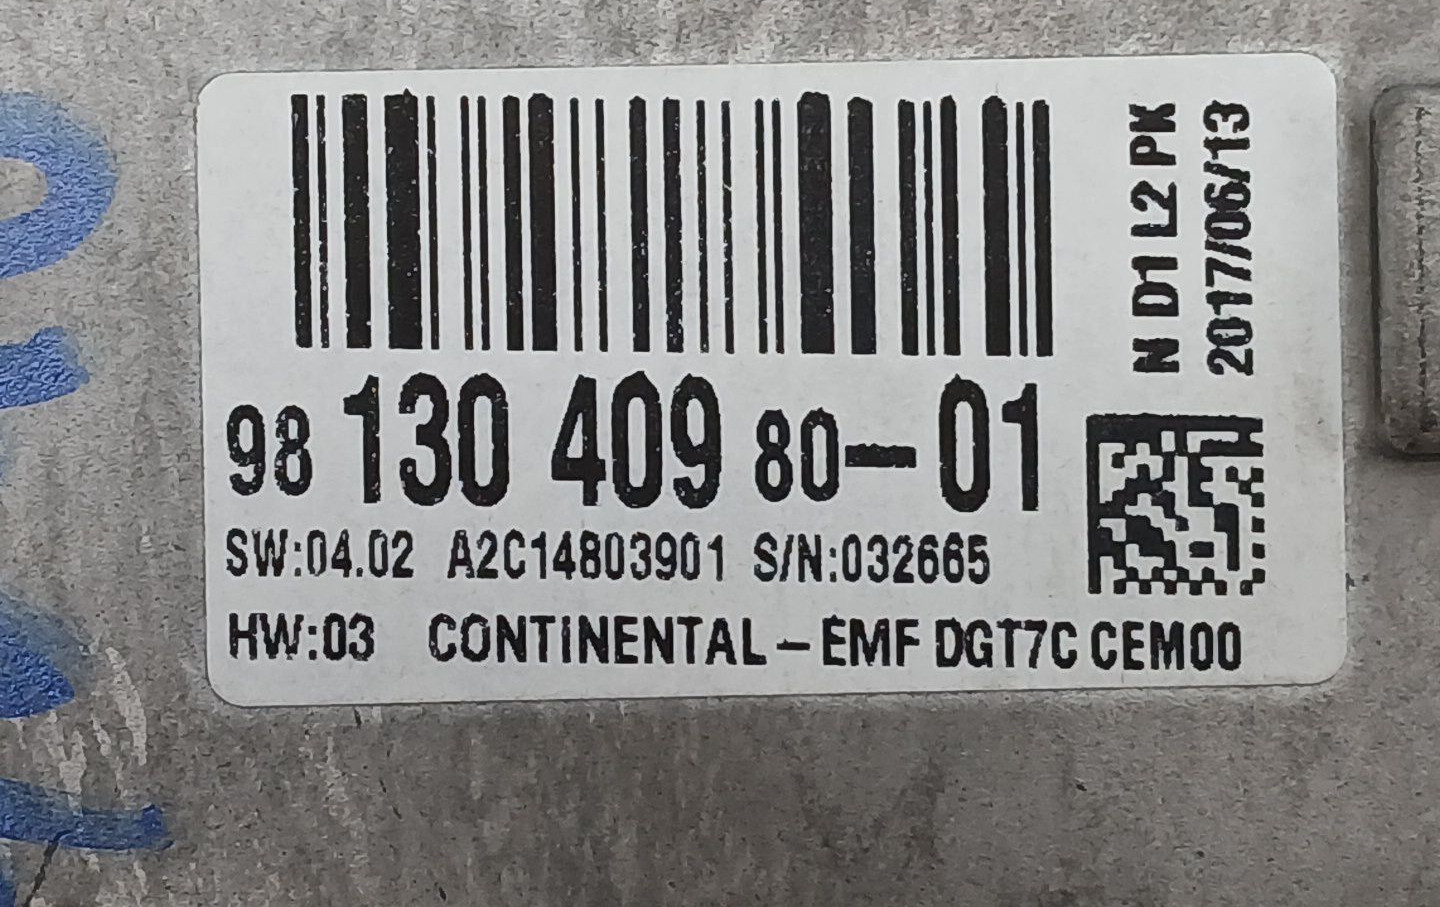 98 130 409 80-01
SW:04.02 A2C14803901 S/N:032665
HW:03 CONTINENTAL-EMF DGT7C CEM00
N D1 L2 PK
2017/06/13